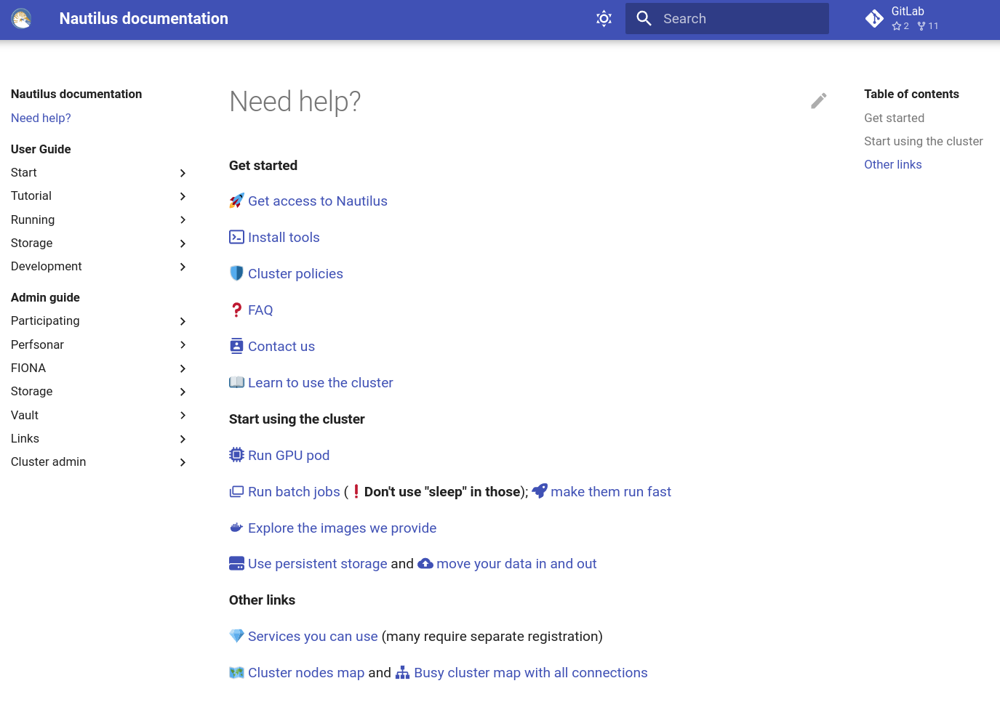 Nautilus documentation
Search
GitLab
2 11
Nautilus documentation
Need help?
User Guide
Start
Tutorial
Running
Storage
Development
Admin guide
Participating
Perfsonar
FIONA
Storage
Vault
Links
Cluster admin
Need help?
Get started
Get access to Nautilus
Install tools
Cluster policies
FAQ
Contact us
Learn to use the cluster
Start using the cluster
Run GPU pod
Run batch jobs (❗Don't use "sleep" in those); make them run fast
Explore the images we provide
Use persistent storage and move your data in and out
Other links
Services you can use (many require separate registration)
Cluster nodes map and Busy cluster map with all connections
Table of contents
Get started
Start using the cluster
Other links